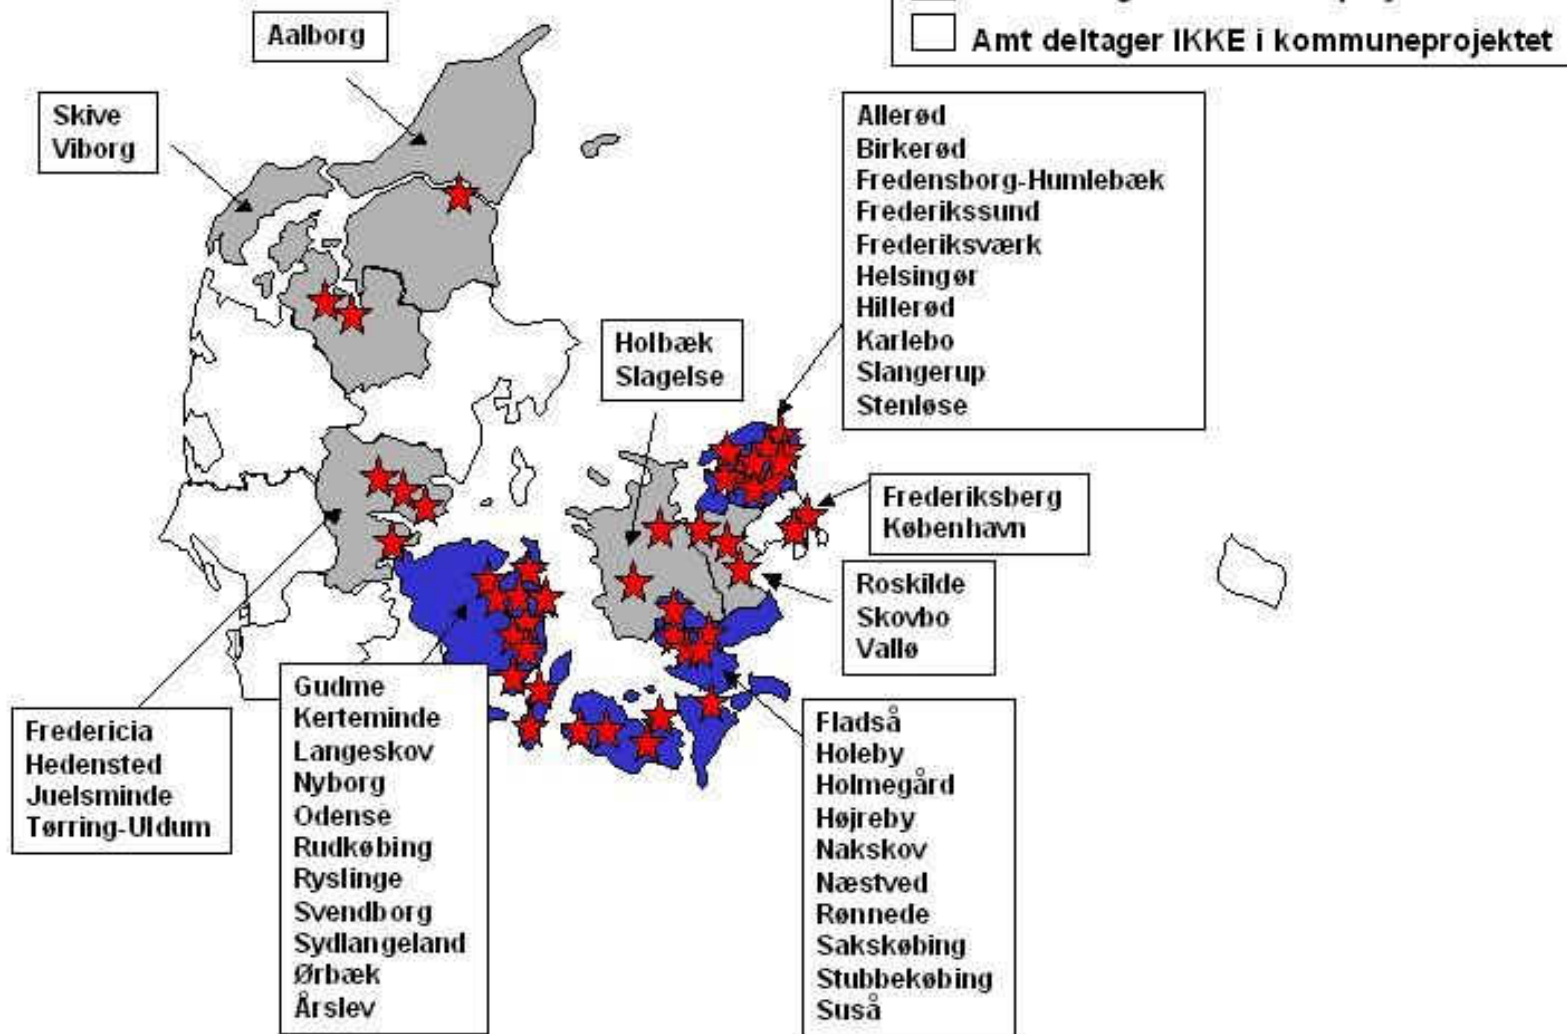 Amt deltager IKKE i kommuneprojektet
Aalborg
Skive
Viborg
Allerød
Birkerød
Fredensborg-Humlebæk
Frederikssund
Frederiksværk
Helsingør
Hillerød
Karlebo
Slangerup
Stenløse
Holbæk
Slagelse
Frederiksberg
København
Roskilde
Skovbo
Vallø
Fredericia
Hedensted
Juelsminde
Tørring-Uldum
Gudme
Kerteminde
Langeskov
Nyborg
Odense
Rudkøbing
Ryslinge
Svendborg
Sydlangeland
Ørbæk
Årslev
Fladså
Holeby
Holmegård
Højreby
Nakskov
Næstved
Rønnede
Sakskøbing
Stubbekøbing
Suså